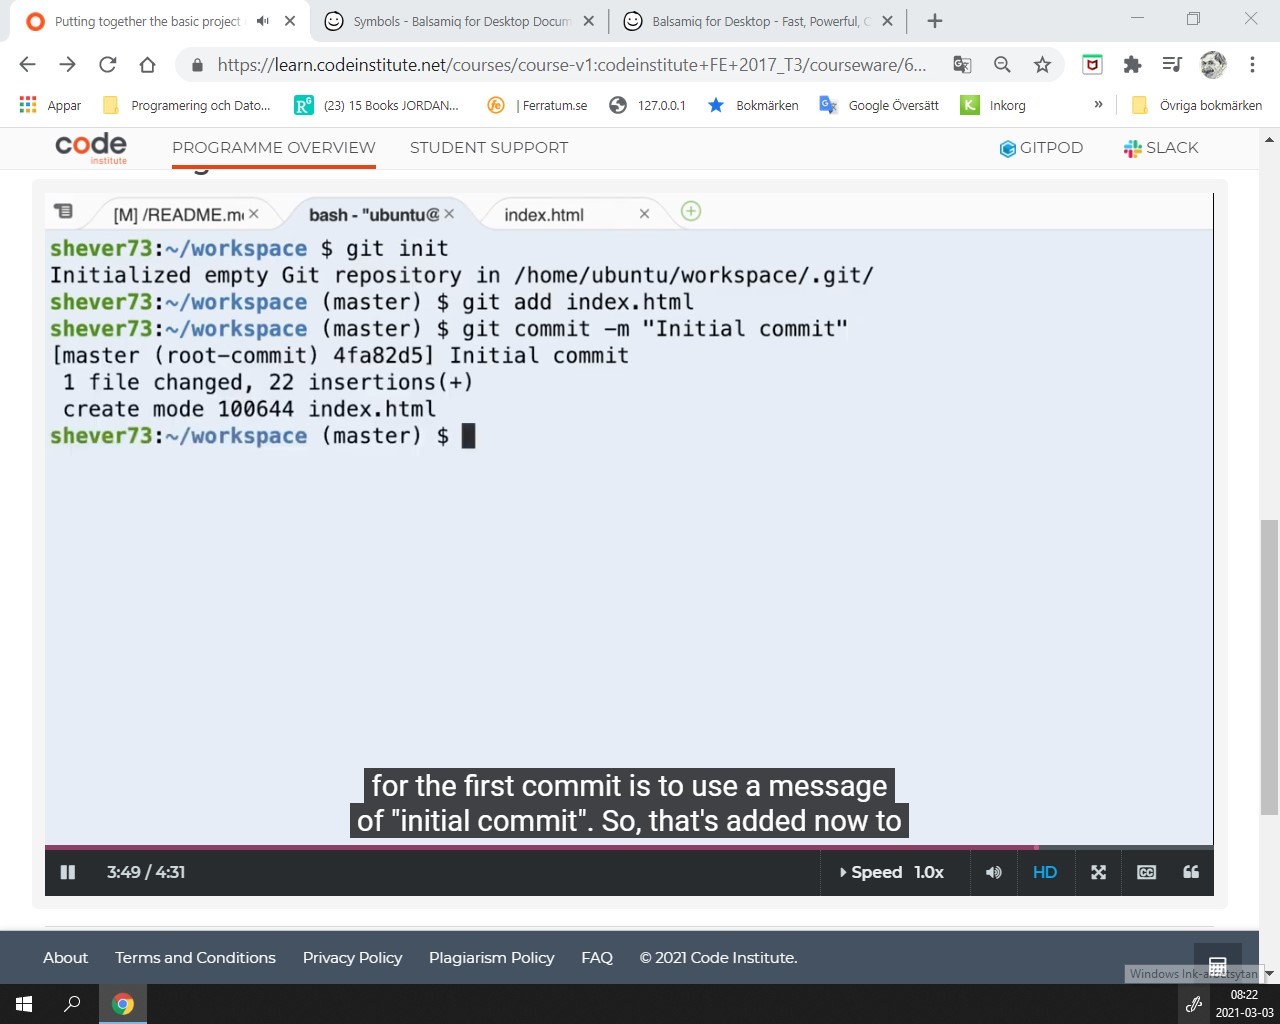 Putting together the basic project
Symbols - Balsamiq for Desktop Docum
Balsamiq for Desktop - Fast, Powerful, C
https://learn.codeinstitute.net/courses/course-v1:codeinstitute+FE+2017_T3/courseware/6...
Appar
Programering och Dato...
(23) 15 Books JORDAN...
| Ferratum.se
127.0.0.1
Bokmärken
Google Översätt
Inkorg
»
Övriga bokmärken
code
institute
PROGRAMME OVERVIEW
STUDENT SUPPORT
GITPOD
SLACK
[M] /README.m
bash - "ubuntu@
index.html
shever73:~/workspace $ git init
Initialized empty Git repository in /home/ubuntu/workspace/.git/
shever73:~/workspace (master) $ git add index.html
shever73:~/workspace (master) $ git commit -m "Initial commit"
[master (root-commit) 4fa82d5] Initial commit
1 file changed, 22 insertions(+)
create mode 100644 index.html
shever73:~/workspace (master) $
for the first commit is to use a message
of "initial commit". So, that's added now to
3:49 / 4:31
Speed 1.0x
HD
CC
About
Terms and Conditions
Privacy Policy
Plagiarism Policy
FAQ
© 2021 Code Institute.
Windows Ink-arbetsytan
08:22
2021-03-03